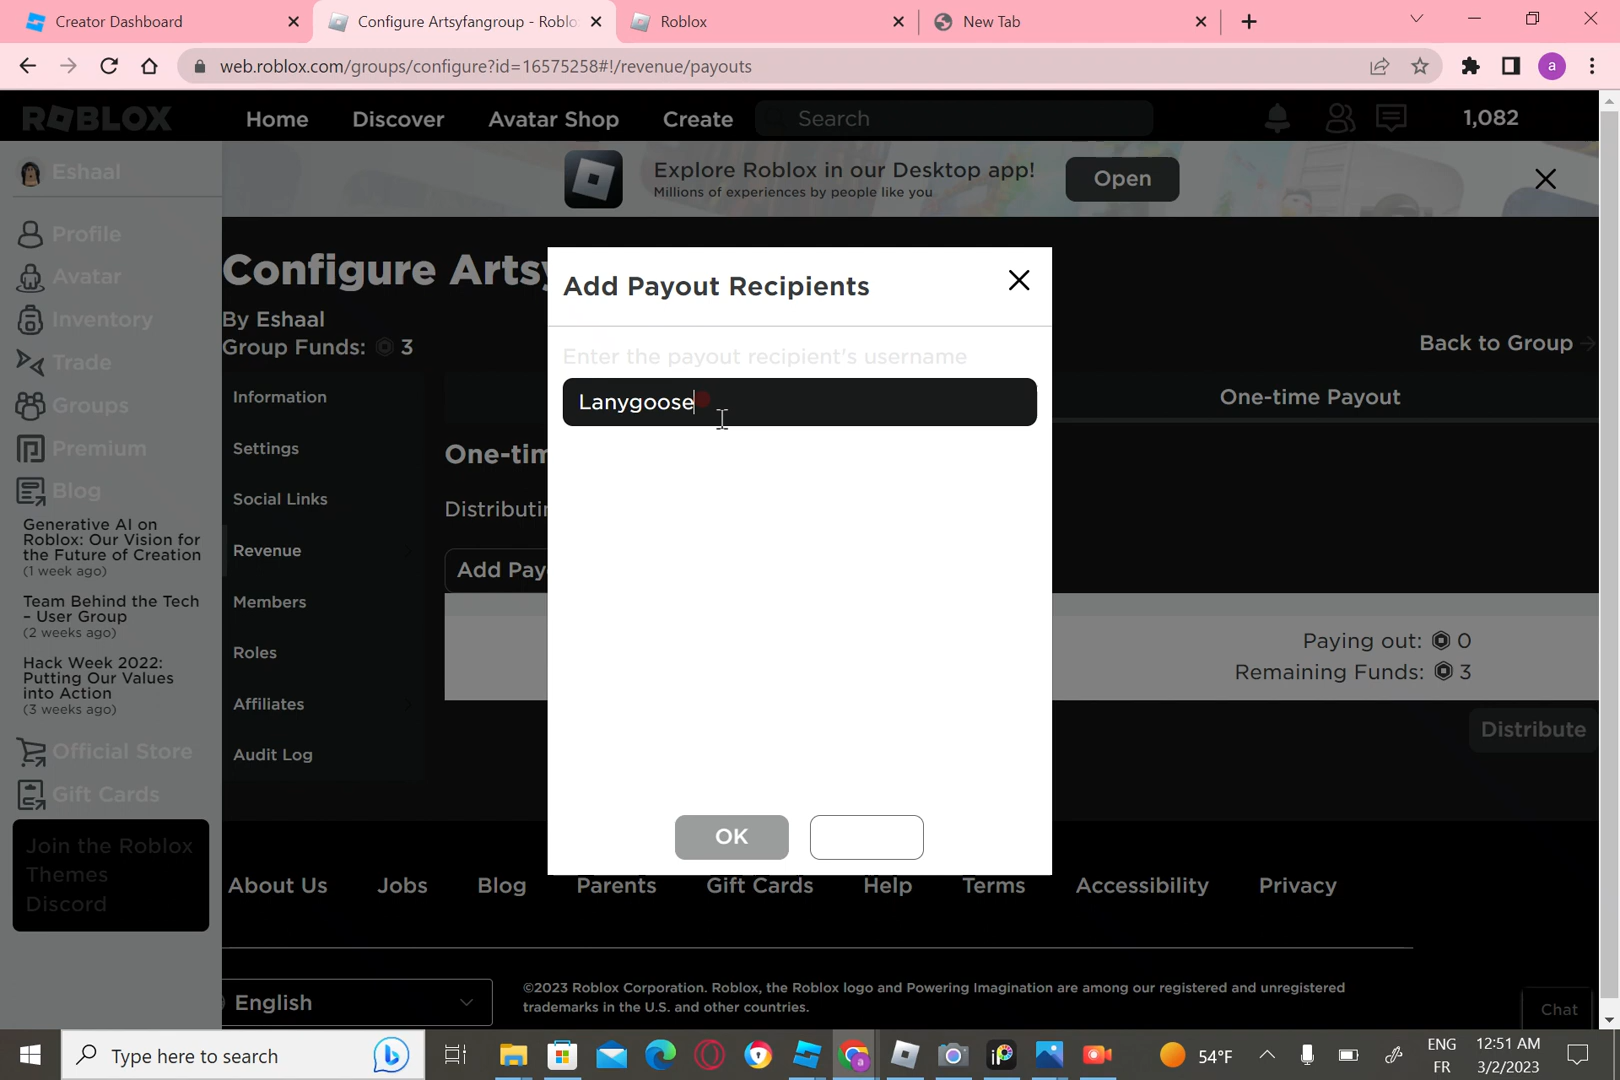 Creator Dashboard
Configure Artsyfangroup - Roblo
Roblox
New Tab
web.roblox.com/groups/configure?id=16575258#!/revenue/payouts
a
ROBLOX
Home
Discover
Avatar Shop
Create
Search
1,082
Eshaal
Explore Roblox in our Desktop app!
Millions of experiences by people like you
Open
Profile
Avatar
Inventory
Trade
Groups
Premium
Blog
Generative AI on
Roblox: Our Vision for
the Future of Creation
(1 week ago)
Team Behind the Tech
– User Group
(2 weeks ago)
Hack Week 2022:
Putting Our Values
into Action
(3 weeks ago)
Official Store
Gift Cards
Join the Roblox
Themes
Discord
Configure Artsy
By Eshaal
Group Funds: 3
Back to Group
Information
Settings
Social Links
Revenue
Members
Roles
Affiliates
Audit Log
One-time Payout
One-tim
Distributin
Add Pay
Paying out: 0
Remaining Funds: 3
Distribute
Add Payout Recipients
Enter the payout recipient's username
Lanygoose
OK
About Us
Jobs
Blog
Parents
Gift Cards
Help
Terms
Accessibility
Privacy
English
©2023 Roblox Corporation. Roblox, the Roblox logo and Powering Imagination are among our registered and unregistered
trademarks in the U.S. and other countries.
Chat
Type here to search
54°F
ENG
FR
12:51 AM
3/2/2023